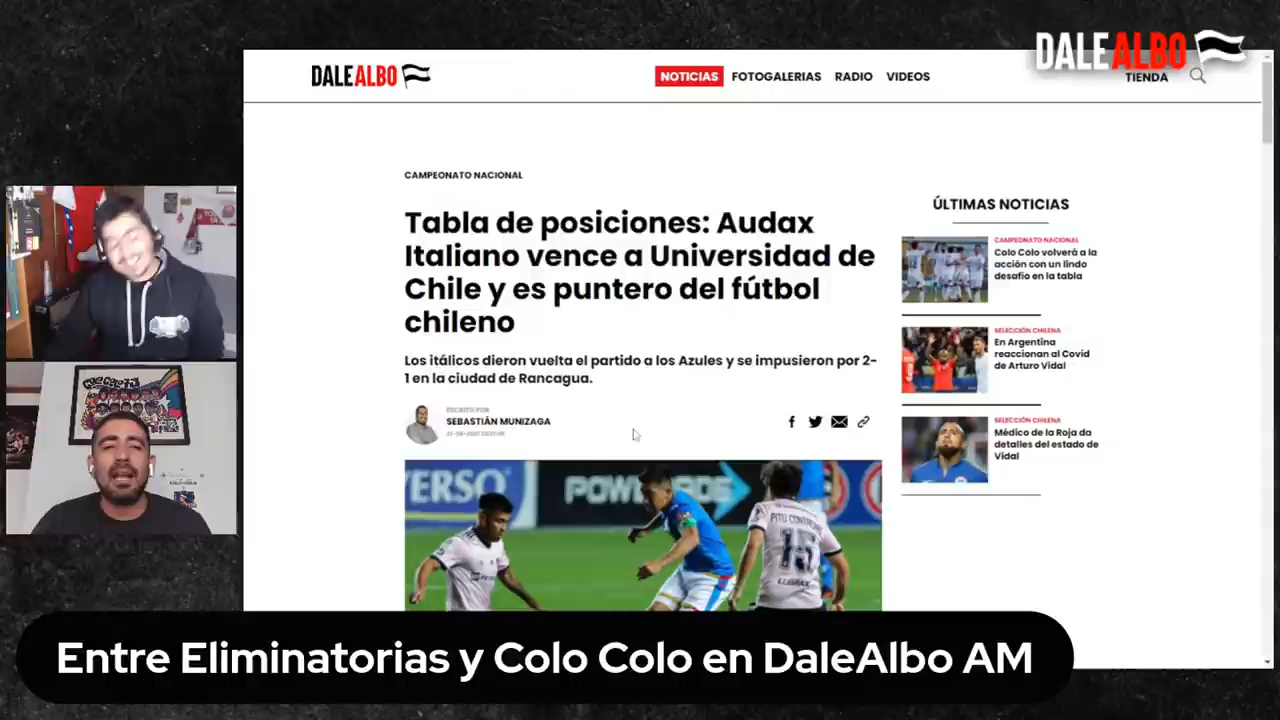 DALEALBO
DALEALBO
NOTICIAS FOTOGALERIAS RADIO VIDEOS TIENDA
CAMPEONATO NACIONAL
Tabla de posiciones: Audax
Italiano vence a Universidad de
Chile y es puntero del fútbol
chileno
Los itálicos dieron vuelta el partido a los Azules y se impusieron por 2-
1 en la ciudad de Rancagua.
ESCRITO POR
SEBASTIÁN MUNIZAGA
ÚLTIMAS NOTICIAS
CAMPEONATO NACIONAL
Colo Colo volverá a la
acción con un lindo
desafío en la tabla
SELECCIÓN CHILENA
En Argentina
reaccionan al Covid
de Arturo Vidal
SELECCIÓN CHILENA
Médico de la Roja da
detalles del estado de
Vidal
POWERADE
15
Entre Eliminatorias y Colo Colo en DaleAlbo AM